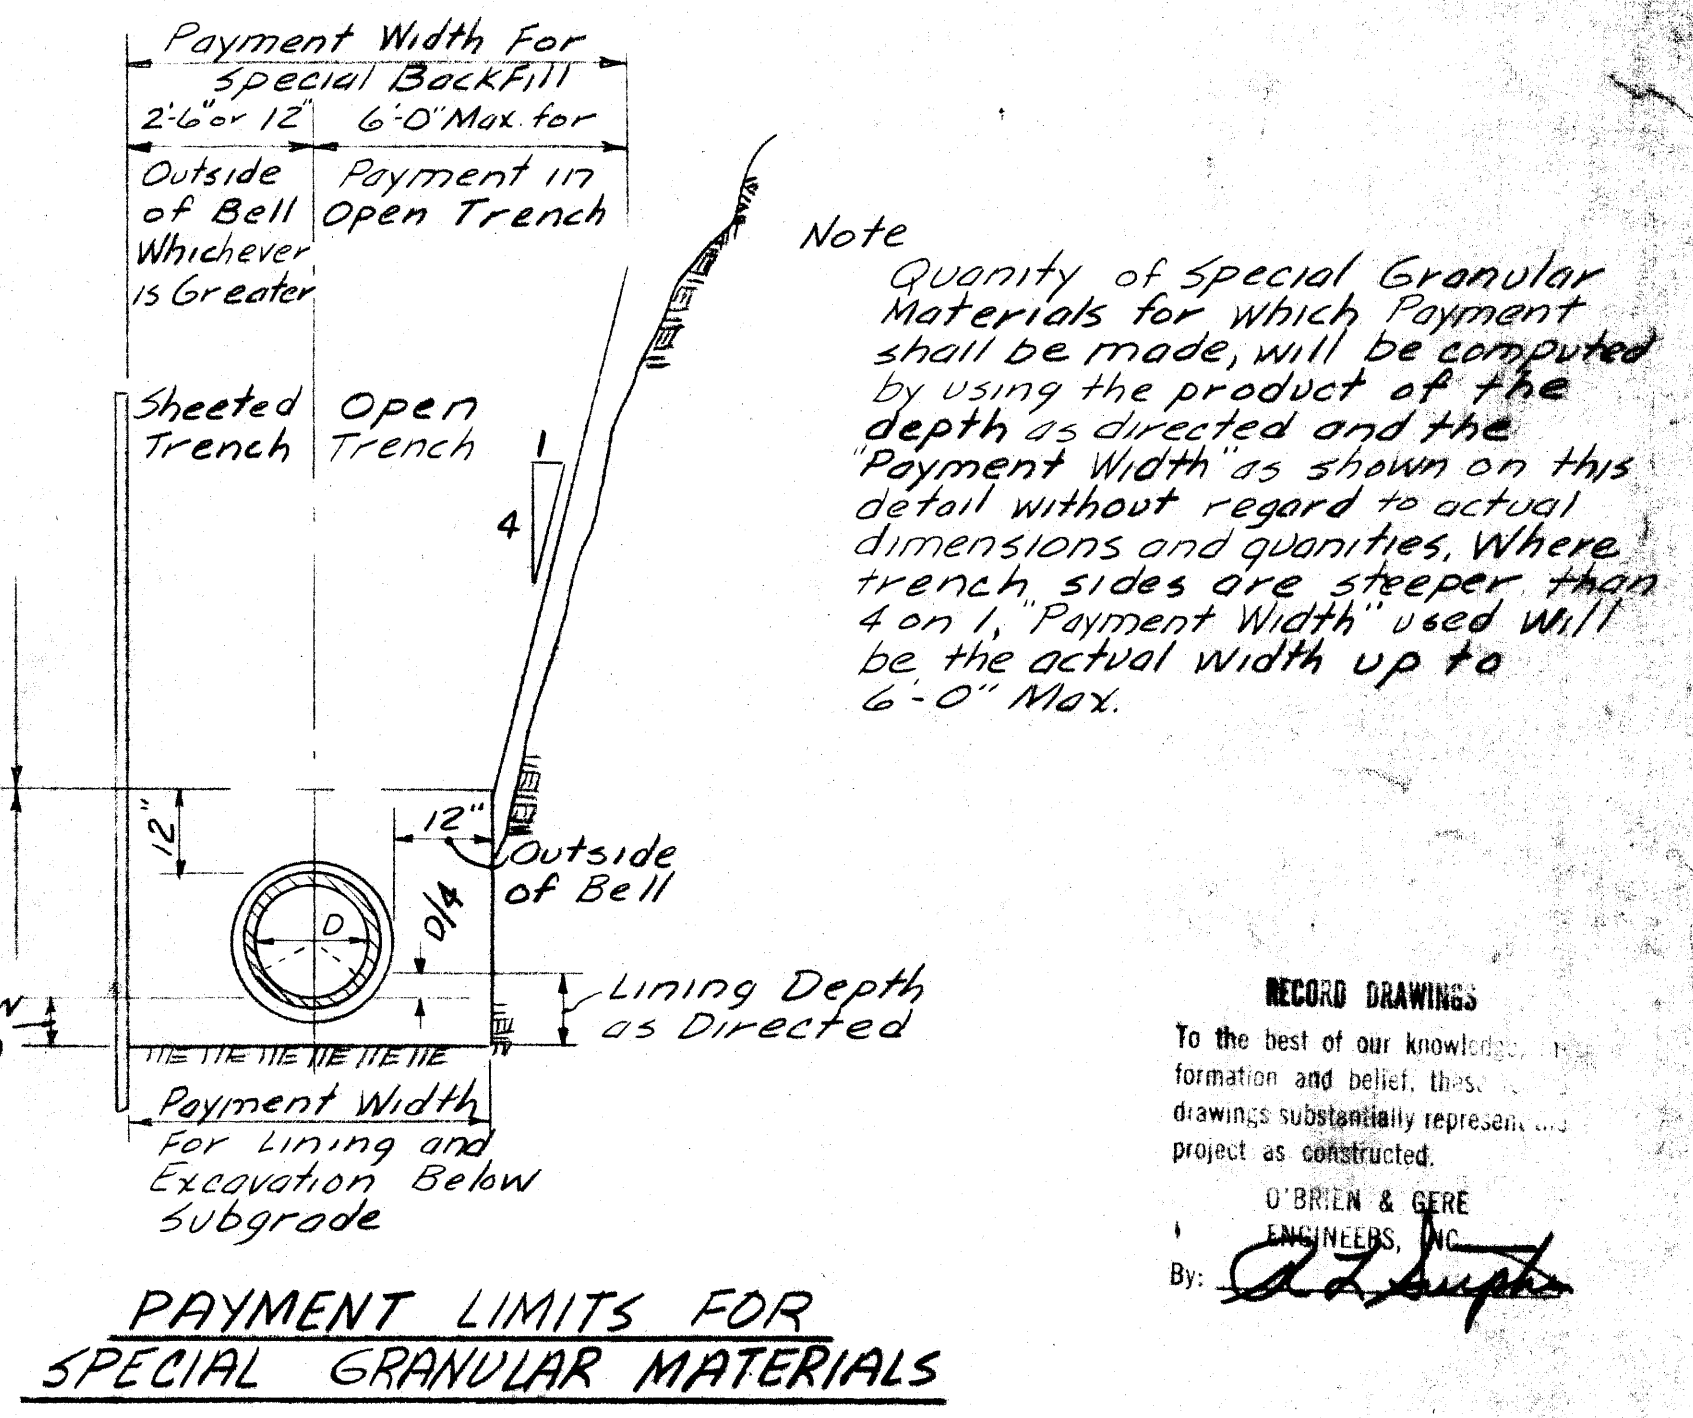 Payment Width For
Special Backfill
2'-6" or 12"
6'-0" Max. for
Outside
of Bell
Whichever
is Greater
Payment in
Open Trench
Sheeted
Trench
Open
Trench
1
4
12"
12"
Outside
of Bell
D/4
D
Lining Depth
as Directed
Payment Width
For Lining and
Excavation Below
Subgrade
PAYMENT LIMITS FOR
SPECIAL GRANULAR MATERIALS
Note
Quanity of Special Granular
Materials for which Payment
shall be made, will be computed
by using the product of the
depth as directed and the
"Payment Width" as shown on this
detail without regard to actual
dimensions and quanities. Where
trench sides are steeper than
4 on 1, "Payment Width" used will
be the actual width up to
6'-0" Max.
RECORD DRAWINGS
To the best of our knowledge,
formation and belief, these
drawings substantially represent
project as constructed.
O'BRIEN & GERE
ENGINEERS, INC.
By: